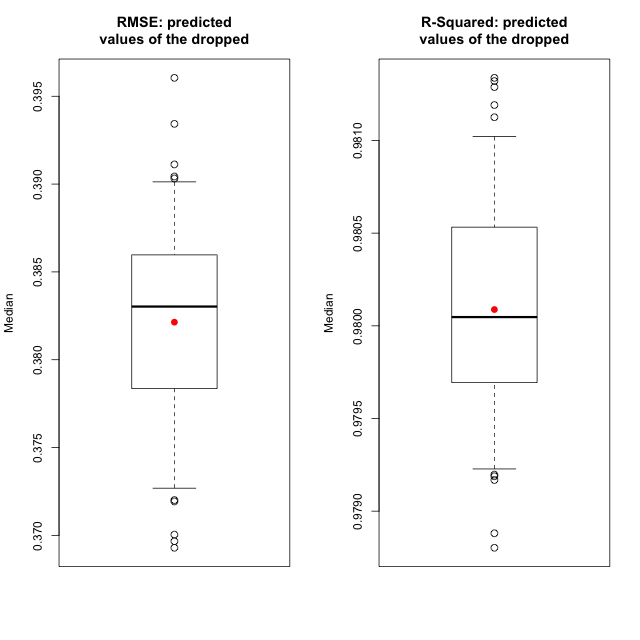 RMSE: predicted
values of the dropped
Median
0.395
0.390
0.385
0.380
0.375
0.370
R-Squared: predicted
values of the dropped
Median
0.9810
0.9805
0.9800
0.9795
0.9790